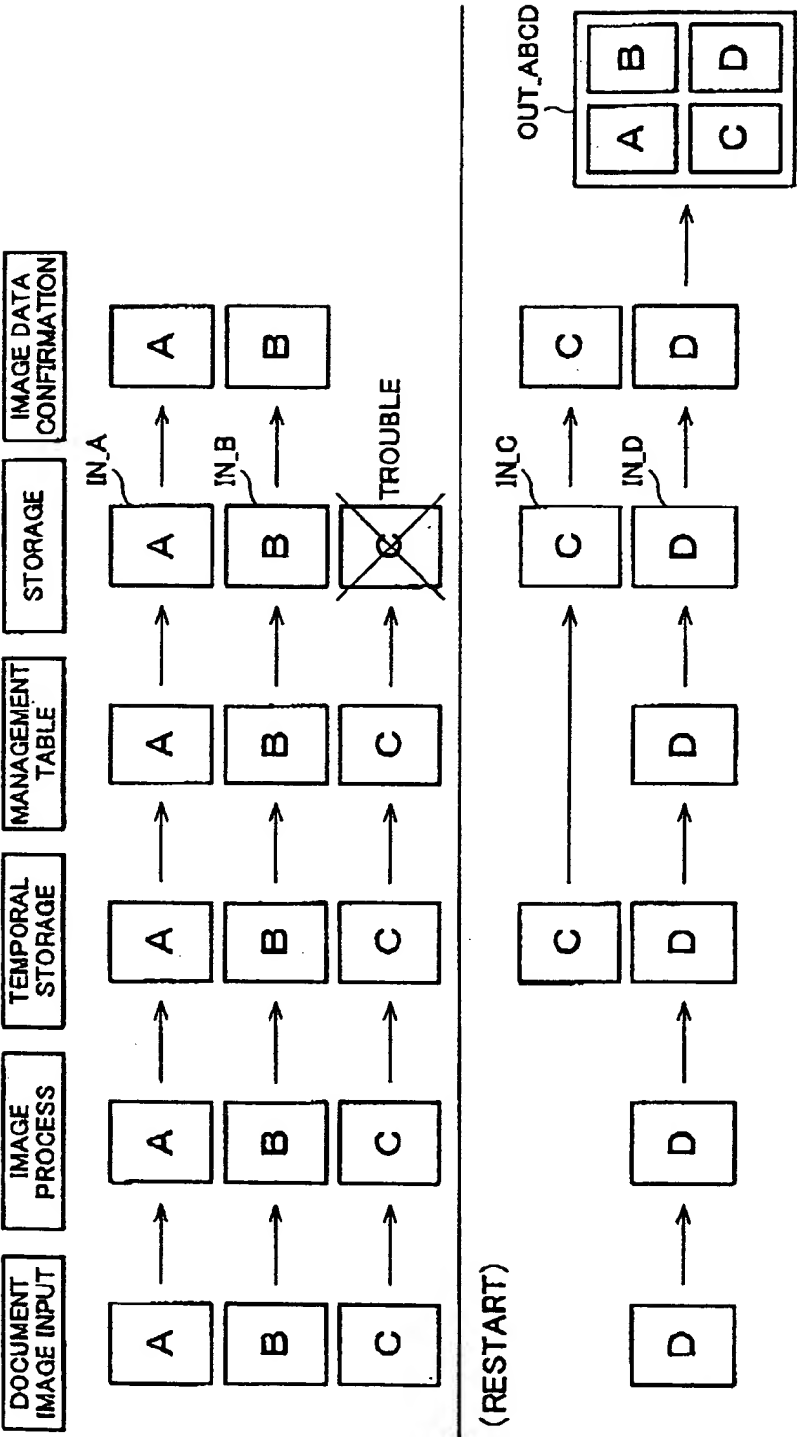 DOCUMENT
IMAGE INPUT
IMAGE
PROCESS
TEMPORAL
STORAGE
MANAGEMENT
TABLE
STORAGE
IMAGE DATA
CONFIRMATION
A
A
A
A
IN_A
A
A
B
B
B
B
IN_B
B
B
C
C
C
C
C
TROUBLE
(RESTART)
C
IN_C
C
C
D
D
D
D
IN_D
D
D
OUT_ABCD
A
B
C
D